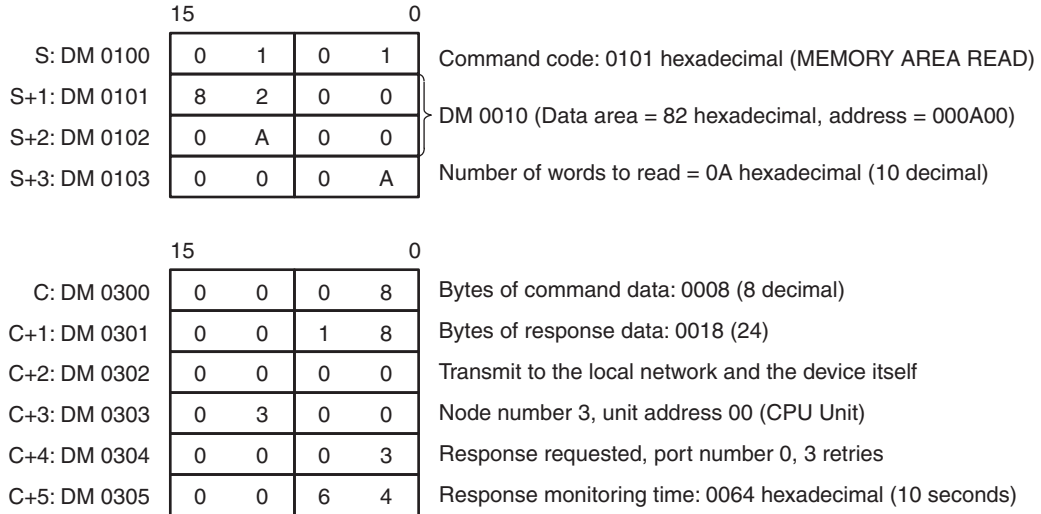 15 0
S: DM 0100 0 1 0 1 Command code: 0101 hexadecimal (MEMORY AREA READ)
S+1: DM 0101 8 2 0 0
DM 0010 (Data area = 82 hexadecimal, address = 000A00)
S+2: DM 0102 0 A 0 0
S+3: DM 0103 0 0 0 A Number of words to read = 0A hexadecimal (10 decimal)
15 0
C: DM 0300 0 0 0 8 Bytes of command data: 0008 (8 decimal)
C+1: DM 0301 0 0 1 8 Bytes of response data: 0018 (24)
C+2: DM 0302 0 0 0 0 Transmit to the local network and the device itself
C+3: DM 0303 0 3 0 0 Node number 3, unit address 00 (CPU Unit)
C+4: DM 0304 0 0 0 3 Response requested, port number 0, 3 retries
C+5: DM 0305 0 0 6 4 Response monitoring time: 0064 hexadecimal (10 seconds)